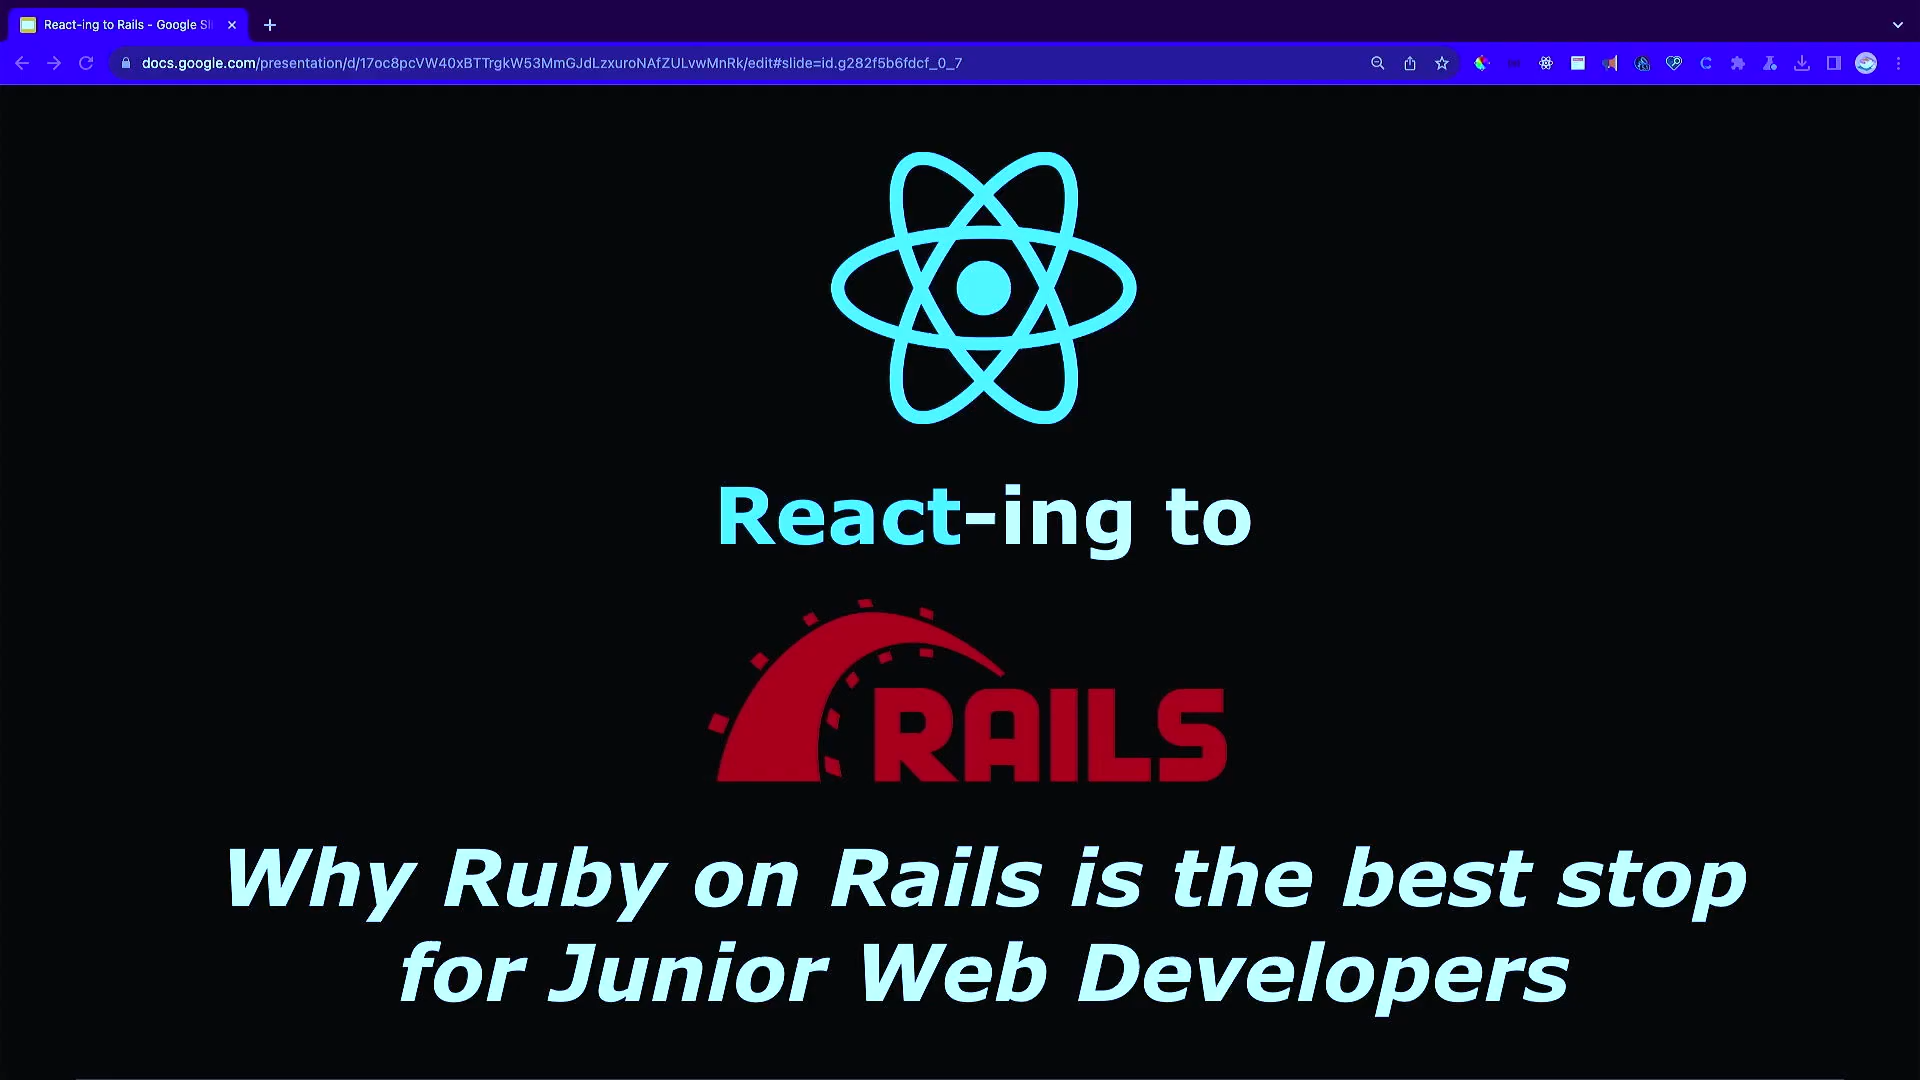 React-ing to Rails - Google Sli
docs.google.com/presentation/d/17oc8pcVW40xBTTrgkW53MmGJdLzxuroNAfZULvwMnRk/edit#slide=id.g282f5b6fdcf_0_7
React-ing to
RAILS
Why Ruby on Rails is the best stop
for Junior Web Developers